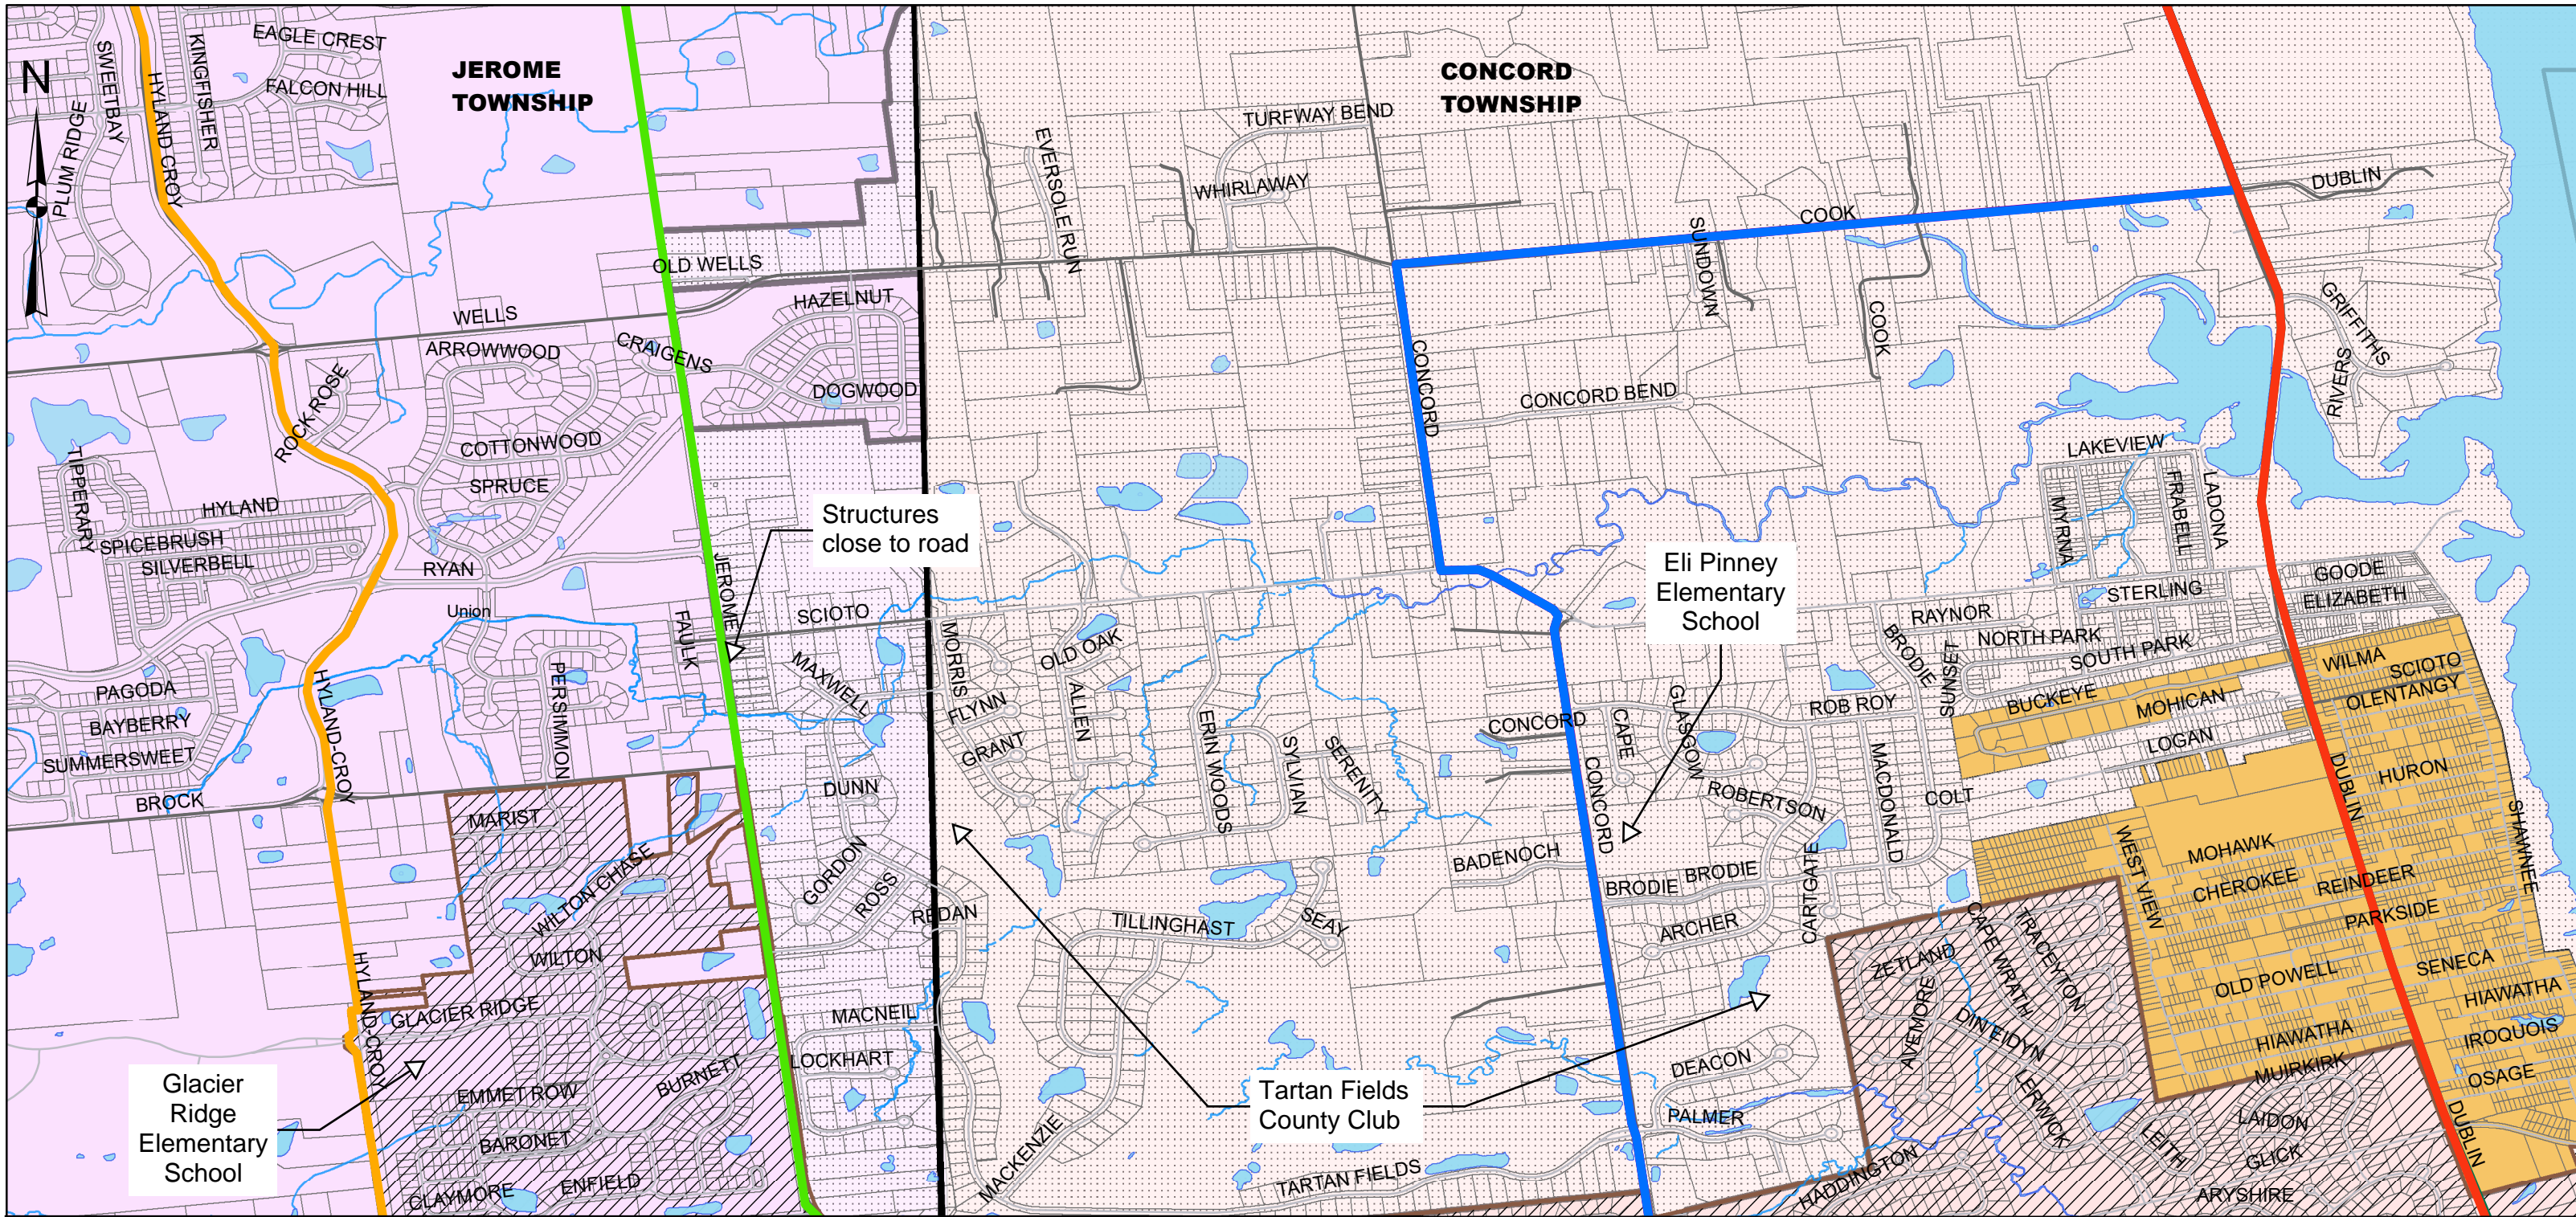 N
JEROME
TOWNSHIP
CONCORD
TOWNSHIP
EAGLE CREST
FALCON HILL
KINGFISHER
SWEETBAY
HYLAND CROY
PLUM RIDGE
TURFWAY BEND
WHIRLAWAY
EVERSOLE RUN
COOK
SUNDOWN
DUBLIN
OLD WELLS
HAZELNUT
WELLS
ARROWWOOD
CRAIGENS
DOGWOOD
ROCK ROSE
COTTONWOOD
SPRUCE
CONCORD
CONCORD BEND
COOK
GRIFFITHS
RIVERS
LAKEVIEW
MYRNA
FRABELL
LADONA
TIPPERARY
HYLAND
SPICEBRUSH
SILVERBELL
RYAN
Union
JEROME
Structures
close to road
SCIOTO
FAULK
Eli Pinney
Elementary
School
GOODE
ELIZABETH
STERLING
RAYNOR
NORTH PARK
SOUTH PARK
BRODIE
SUNSET
MORRIS
OLD OAK
MAXWELL
FLYNN
ALLEN
GRANT
ERIN WOODS
SYLVIAN
SERENITY
PAGODA
BAYBERRY
SUMMERSWEET
BROCK
HYLAND-CROY
PERSIMMON
CONCORD
CAPE
GLASGOW
ROB ROY
BUCKEYE
MOHICAN
LOGAN
WILMA
SCIOTO
OLENTANGY
HURON
DUBLIN
SHAWNEE
CONCORD
ROBERTSON
MACDONALD
COLT
MARIST
WILTON CHASE
WILTON
DUNN
GORDON
ROSS
REDAN
BADENOCH
BRODIE
BRODIE
ARCHER
CARTGATE
WEST VIEW
MOHAWK
CHEROKEE
REINDEER
PARKSIDE
TILLINGHAST
SEAY
ZETLAND
CAPE WRATH
TRACEYTON
AVEMORE
DIN EIDYN
OLD POWELL
SENECA
HIAWATHA
HIAWATHA
IROQUOIS
HYLAND-CROY
GLACIER RIDGE
MACNEIL
LOCKHART
Glacier
Ridge
Elementary
School
EMMET ROW
BURNETT
BARONET
CLAYMORE
ENFIELD
MACKENZIE
Tartan Fields
County Club
TARTAN FIELDS
DEACON
PALMER
HADDINGTON
LERWICK
LEITH
MUIRKIRK
OSAGE
LAIDON
GLICK
ARYSHIRE
DUBLIN